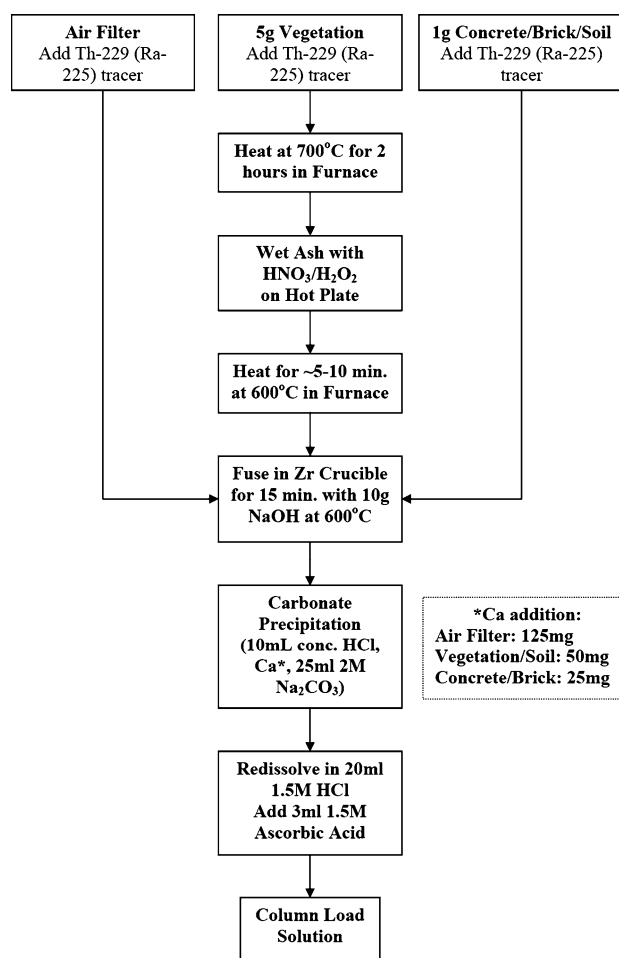 Air Filter
Add Th-229 (Ra-
225) tracer
5g Vegetation
Add Th-229 (Ra-
225) tracer
1g Concrete/Brick/Soil
Add Th-229 (Ra-225)
tracer
Heat at 700°C for 2
hours in Furnace
Wet Ash with
HNO₃/H₂O₂
on Hot Plate
Heat for ~5-10 min.
at 600°C in Furnace
Fuse in Zr Crucible
for 15 min. with 10g
NaOH at 600°C
Carbonate
Precipitation
(10mL conc. HCl,
Ca*, 25ml 2M
Na₂CO₃)
*Ca addition:
Air Filter: 125mg
Vegetation/Soil: 50mg
Concrete/Brick: 25mg
Redissolve in 20ml
1.5M HCl
Add 3ml 1.5M
Ascorbic Acid
Column Load
Solution